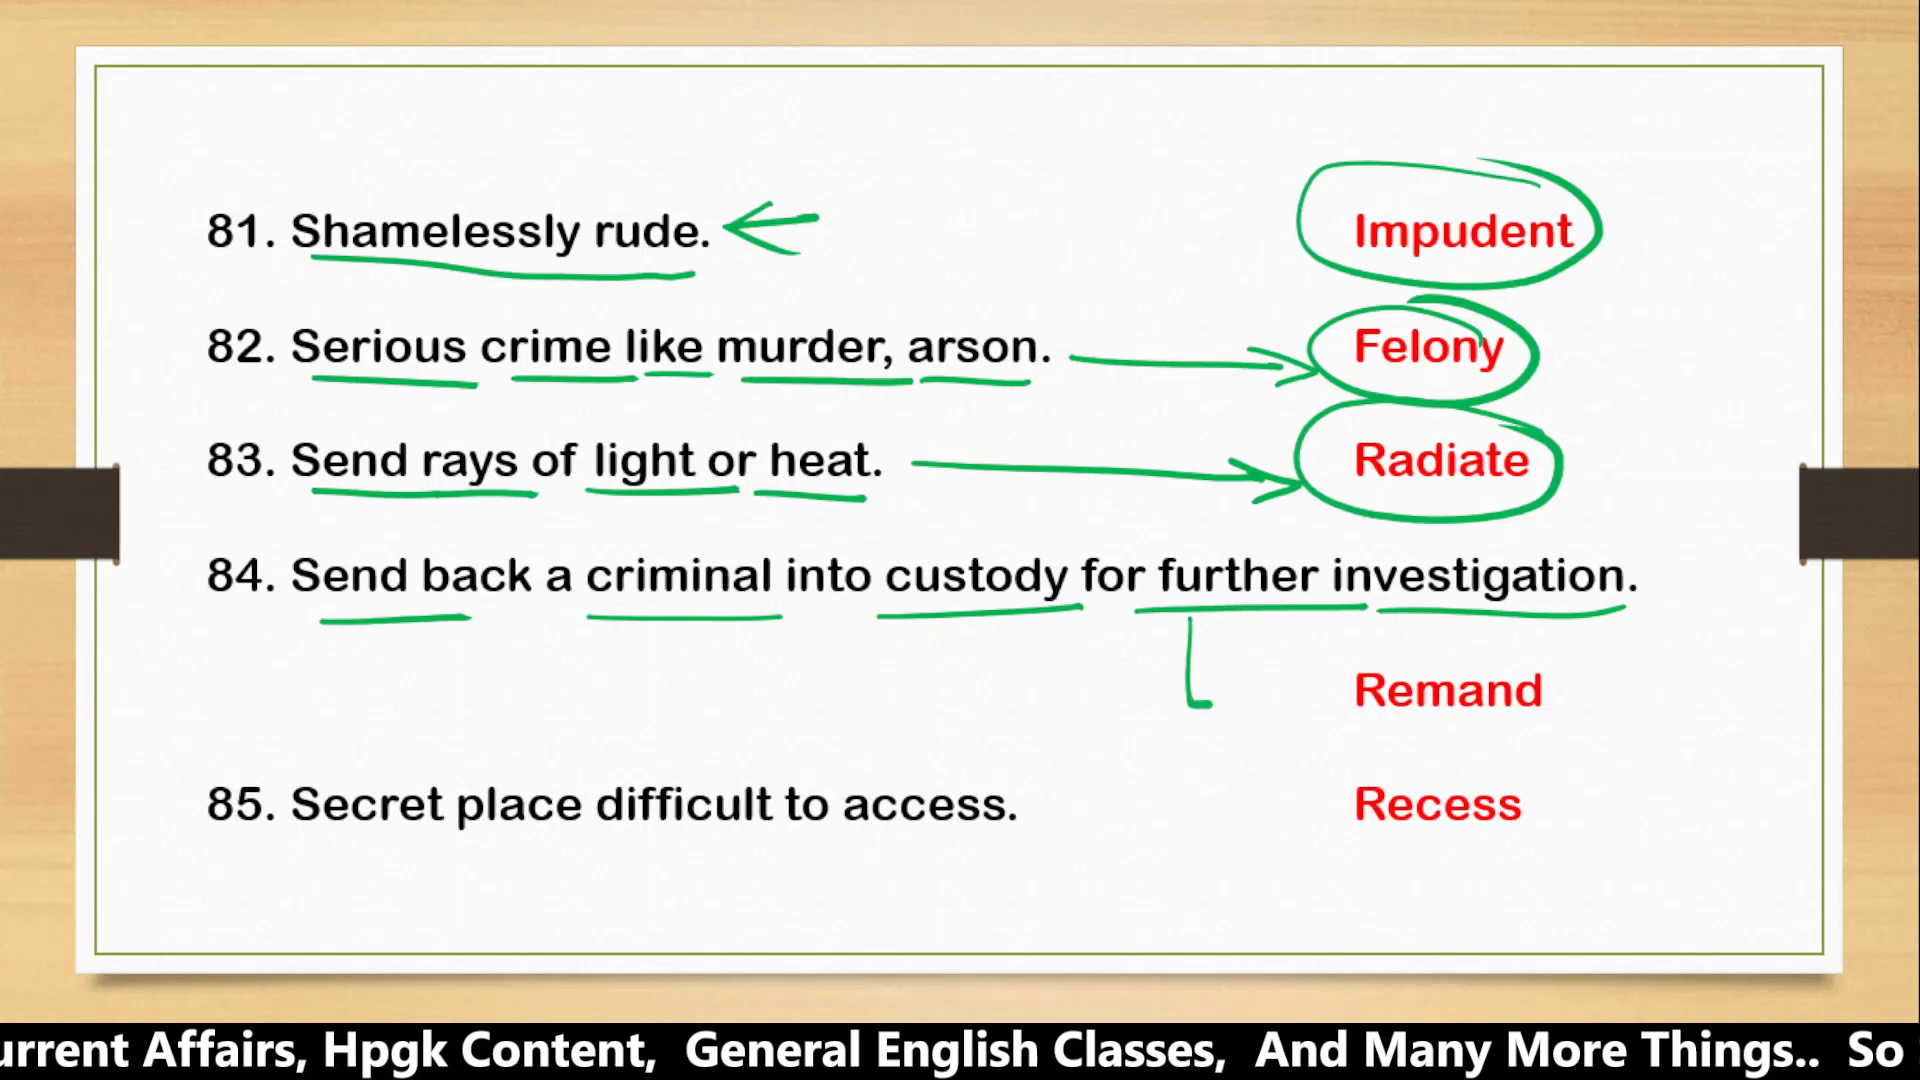 81. Shamelessly rude. Impudent
82. Serious crime like murder, arson. Felony
83. Send rays of light or heat. Radiate
84. Send back a criminal into custody for further investigation.
Remand
85. Secret place difficult to access. Recess
urrent Affairs, Hpgk Content, General English Classes, And Many More Things.. So